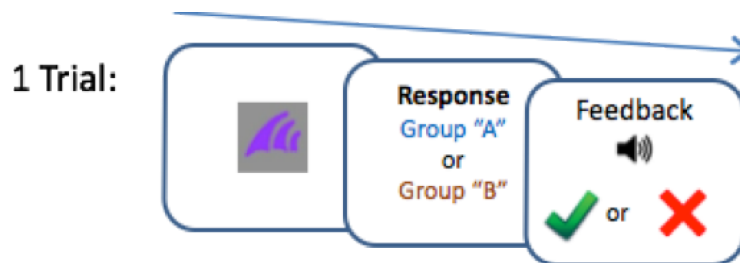 1 Trial:
Response
Group "A"
or
Group "B"
Feedback
or